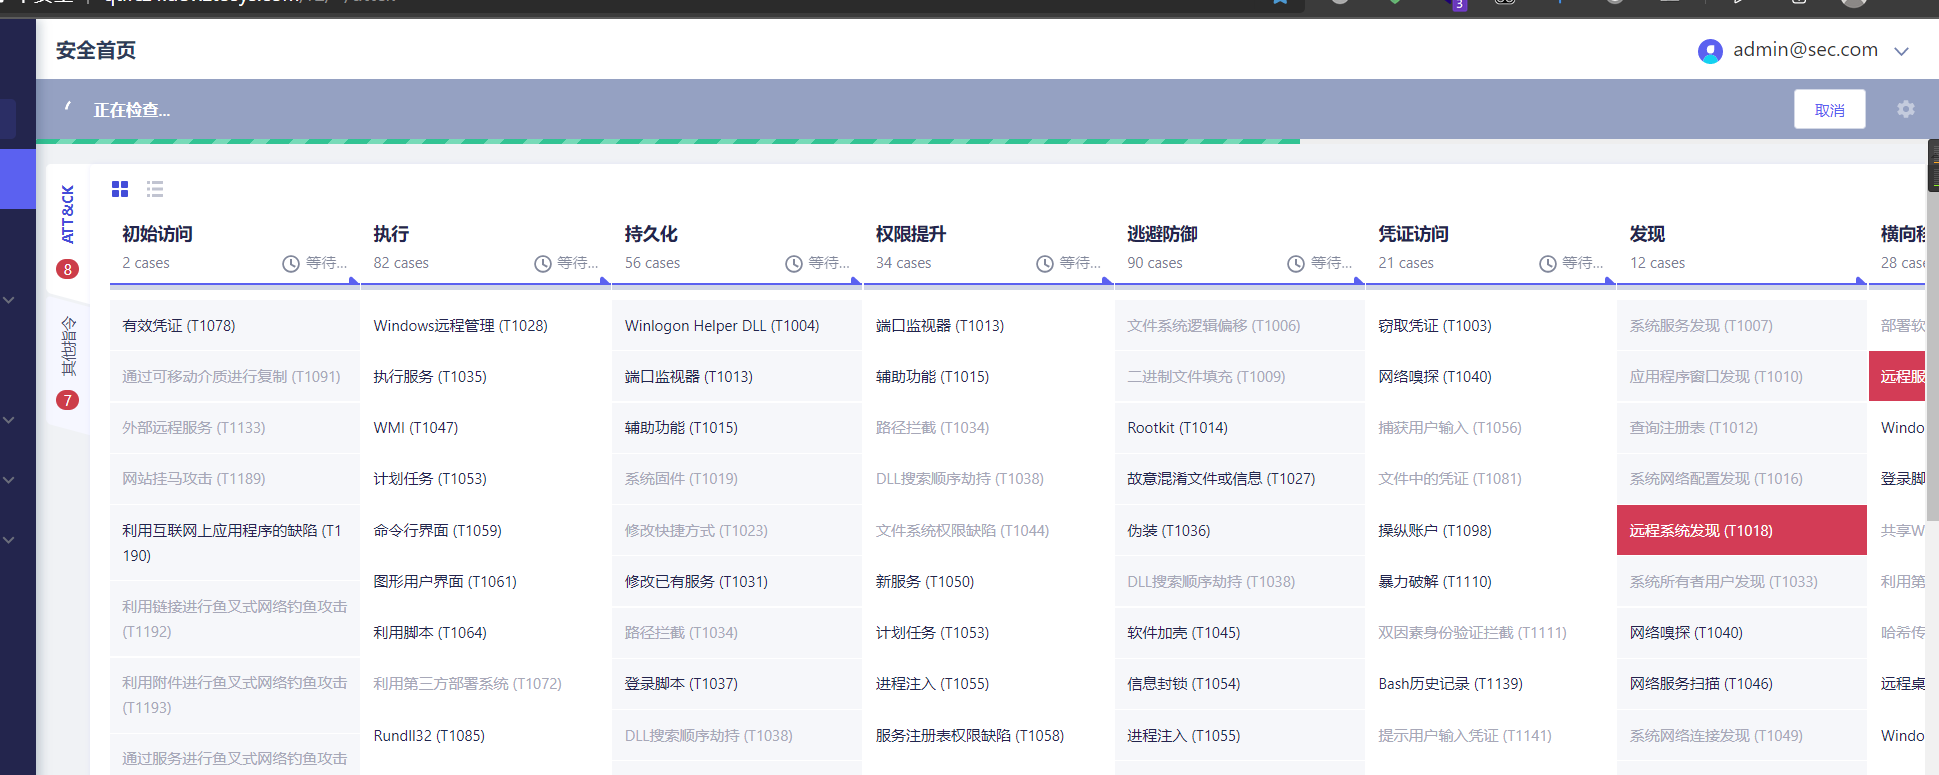 安全首页
admin@sec.com
正在检查...
取消
3
ATT&CK
8
其他指令
7
初始访问
2 cases
等待...
有效凭证 (T1078)
通过可移动介质进行复制 (T1091)
外部远程服务 (T1133)
网站挂马攻击 (T1189)
利用互联网上应用程序的缺陷 (T1
190)
利用链接进行鱼叉式网络钓鱼攻击
(T1192)
利用附件进行鱼叉式网络钓鱼攻击
(T1193)
通过服务进行鱼叉式网络钓鱼攻击
执行
82 cases
等待...
Windows远程管理 (T1028)
执行服务 (T1035)
WMI (T1047)
计划任务 (T1053)
命令行界面 (T1059)
图形用户界面 (T1061)
利用脚本 (T1064)
利用第三方部署系统 (T1072)
Rundll32 (T1085)
持久化
56 cases
等待...
Winlogon Helper DLL (T1004)
端口监视器 (T1013)
辅助功能 (T1015)
系统固件 (T1019)
修改快捷方式 (T1023)
修改已有服务 (T1031)
路径拦截 (T1034)
登录脚本 (T1037)
DLL搜索顺序劫持 (T1038)
权限提升
34 cases
等待...
端口监视器 (T1013)
辅助功能 (T1015)
路径拦截 (T1034)
DLL搜索顺序劫持 (T1038)
文件系统权限缺陷 (T1044)
新服务 (T1050)
计划任务 (T1053)
进程注入 (T1055)
服务注册表权限缺陷 (T1058)
逃避防御
90 cases
等待...
文件系统逻辑偏移 (T1006)
二进制文件填充 (T1009)
Rootkit (T1014)
故意混淆文件或信息 (T1027)
伪装 (T1036)
DLL搜索顺序劫持 (T1038)
软件加壳 (T1045)
信息封锁 (T1054)
进程注入 (T1055)
凭证访问
21 cases
等待...
窃取凭证 (T1003)
网络嗅探 (T1040)
捕获用户输入 (T1056)
文件中的凭证 (T1081)
操纵账户 (T1098)
暴力破解 (T1110)
双因素身份验证拦截 (T1111)
Bash历史记录 (T1139)
提示用户输入凭证 (T1141)
发现
12 cases
系统服务发现 (T1007)
应用程序窗口发现 (T1010)
查询注册表 (T1012)
系统网络配置发现 (T1016)
远程系统发现 (T1018)
系统所有者用户发现 (T1033)
网络嗅探 (T1040)
网络服务扫描 (T1046)
系统网络连接发现 (T1049)
横向移
28 case
部署软
远程服
Windo
登录脚
共享W
利用第
哈希传
远程桌
Windo